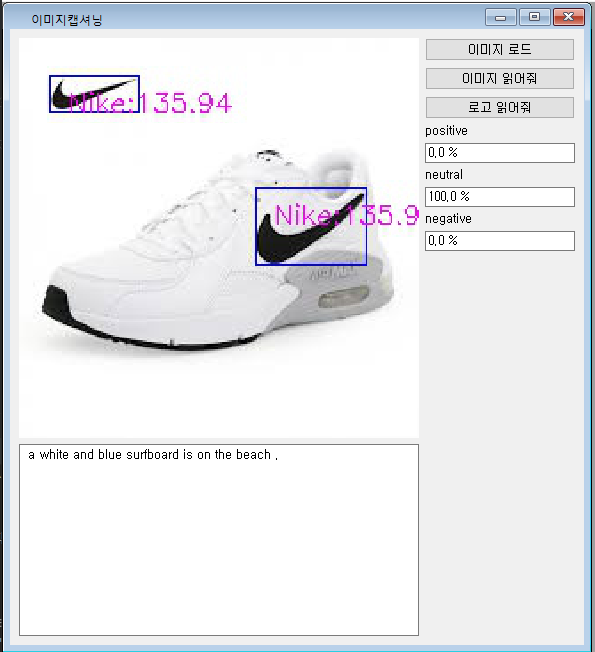 이미지캡셔닝
Nike:135.94
Nike:135.9
이미지 로드
이미지 읽어줘
로고 읽어줘
positive
0,0 %
neutral
100,0 %
negative
0,0 %
a white and blue surfboard is on the beach .